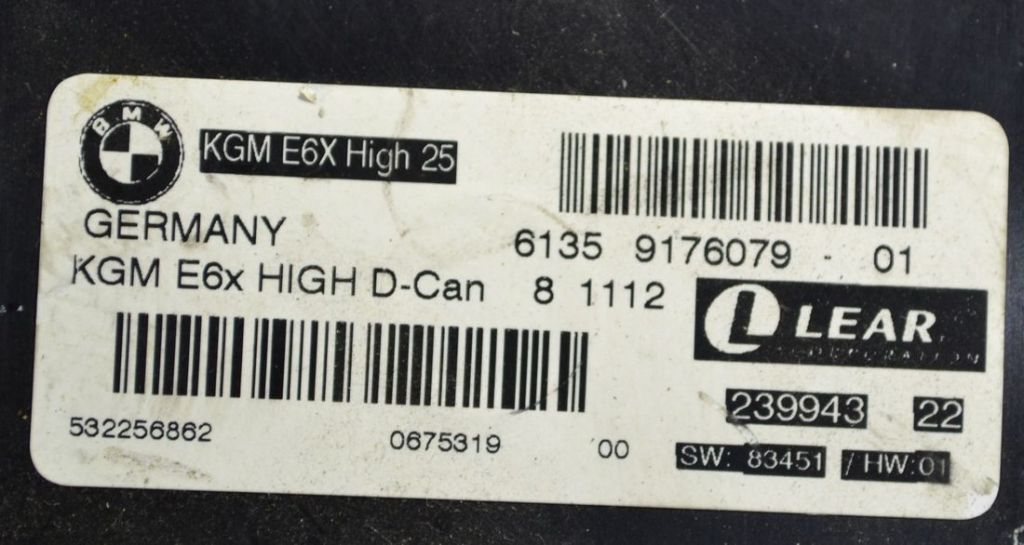 BMW
KGM E6X High 25
GERMANY
6135 9176079 - 01
KGM E6x HIGH D-Can 8 1112
L LEAR
CORPORATION
239943 22
532256862 0675319 00
SW: 83451 / HW:01